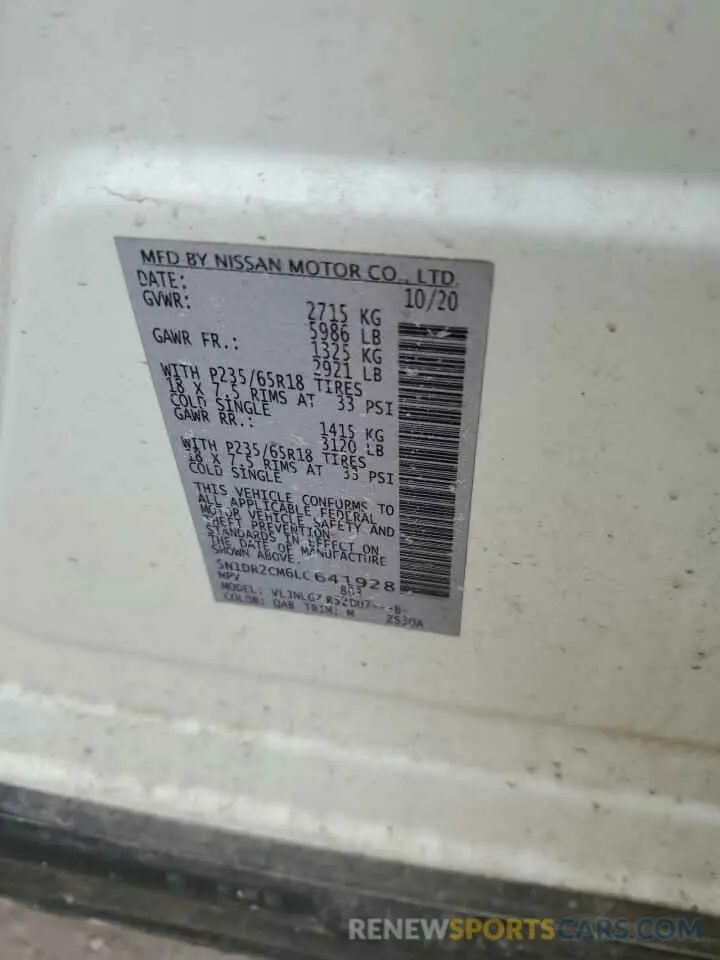 MFD BY NISSAN MOTOR CO., LTD.
DATE: 10/20
GVWR: 2715 KG
5986 LB
GAWR FR.: 1325 KG
2921 LB
WITH P235/65R18 TIRES
18 X 7.5 RIMS AT 33 PSI
COLD SINGLE
GAWR RR.: 1415 KG
3120 LB
WITH P235/65R18 TIRES
18 X 7.5 RIMS AT 33 PSI
COLD SINGLE
THIS VEHICLE CONFORMS TO
ALL APPLICABLE FEDERAL
MOTOR VEHICLE SAFETY AND
THEFT PREVENTION
STANDARDS IN EFFECT ON
THE DATE OF MANUFACTURE
SHOWN ABOVE.
5N1DR2CM6LC641928
MPV 803
MODEL:
COLOR: QAB TRIM:
RENEWSPORTSCARS.COM